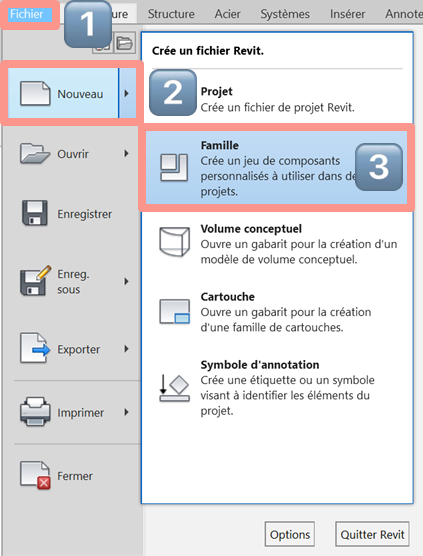 Fichier 1 ure Structure Acier Systèmes Insérer Annote
Crée un fichier Revit.
Nouveau
2 Projet
Crée un fichier de projet Revit.
Famille
Crée un jeu de composants
personnalisés à utiliser dans de
projets.
3
Ouvrir
Enregistrer
Volume conceptuel
Ouvre un gabarit pour la création d'un
modèle de volume conceptuel.
Enreg.
sous
Cartouche
Ouvre un gabarit pour la création
d'une famille de cartouches.
Exporter
Symbole d'annotation
Crée une étiquette ou un symbole
visant à identifier les éléments du
projet.
Imprimer
Fermer
Options Quitter Revit